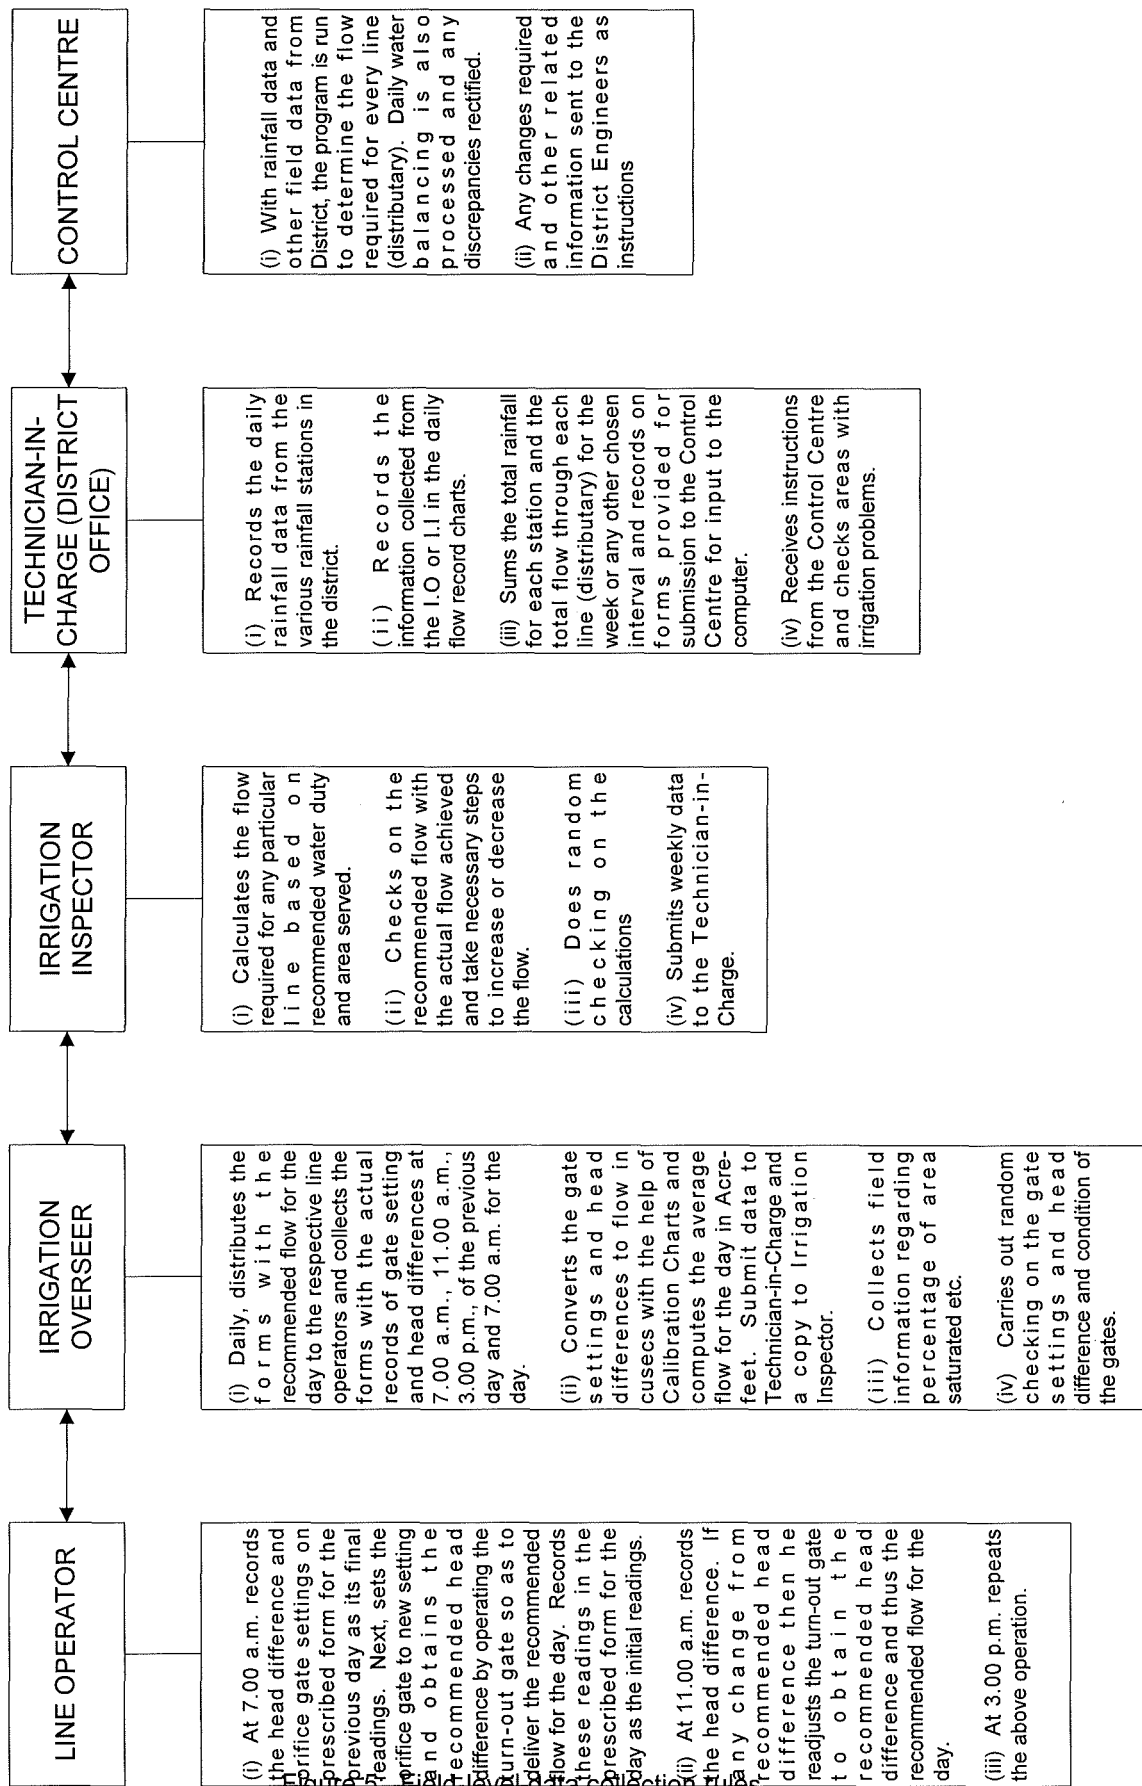 LINE OPERATOR
(i) At 7.00 a.m. records
the head difference and
orifice gate settings on
prescribed form for the
previous day as its final
readings. Next, sets the
orifice gate to new setting
and obtains the
recommended head
difference by operating the
turn-out gate so as to
deliver the recommended
flow for the day. Records
these readings in the
prescribed form for the
day as the initial readings.
(ii) At 11.00 a.m. records
the head difference. If
any change from
recommended head
difference then he
readjusts the turn-out gate
to obtain the
recommended head
difference and thus the
recommended flow for the
day.
(iii) At 3.00 p.m. repeats
the above operation.
IRRIGATION
OVERSEER
(i) Daily, distributes the
forms with the
recommended flow for the
day to the respective line
operators and collects the
forms with the actual
records of gate setting
and head differences at
7.00 a.m., 11.00 a.m.,
3.00 p.m., of the previous
day and 7.00 a.m. for the
day.
(ii) Converts the gate
settings and head
differences to flow in
cusecs with the help of
Calibration Charts and
computes the average
flow for the day in Acre-
feet. Submit data to
Technician-in-Charge and
a copy to Irrigation
Inspector.
(iii) Collects field
information regarding
percentage of area
saturated etc.
(iv) Carries out random
checking on the gate
settings and head
difference and condition of
the gates.
IRRIGATION
INSPECTOR
(i) Calculates the flow
required for any particular
line based on
recommended water duty
and area served.
(ii) Checks on the
recommended flow with
the actual flow achieved
and take necessary steps
to increase or decrease
the flow.
(iii) Does random
checking on the
calculations
(iv) Submits weekly data
to the Technician-in-
Charge.
TECHNICIAN-IN-
CHARGE (DISTRICT
OFFICE)
(i) Records the daily
rainfall data from the
various rainfall stations in
the district.
(ii) Records the
information collected from
the I.O or I.I in the daily
flow record charts.
(iii) Sums the total rainfall
for each station and the
total flow through each
line (distributary) for the
week or any other chosen
interval and records on
forms provided for
submission to the Control
Centre for input to the
computer.
(iv) Receives instructions
from the Control Centre
and checks areas with
irrigation problems.
CONTROL CENTRE
(i) With rainfall data and
other field data from
District, the program is run
to determine the flow
required for every line
(distributary). Daily water
balancing is also
processed and any
discrepancies rectified.
(ii) Any changes required
and other related
information sent to the
District Engineers as
instructions
Figure 5 Field level data collection rules